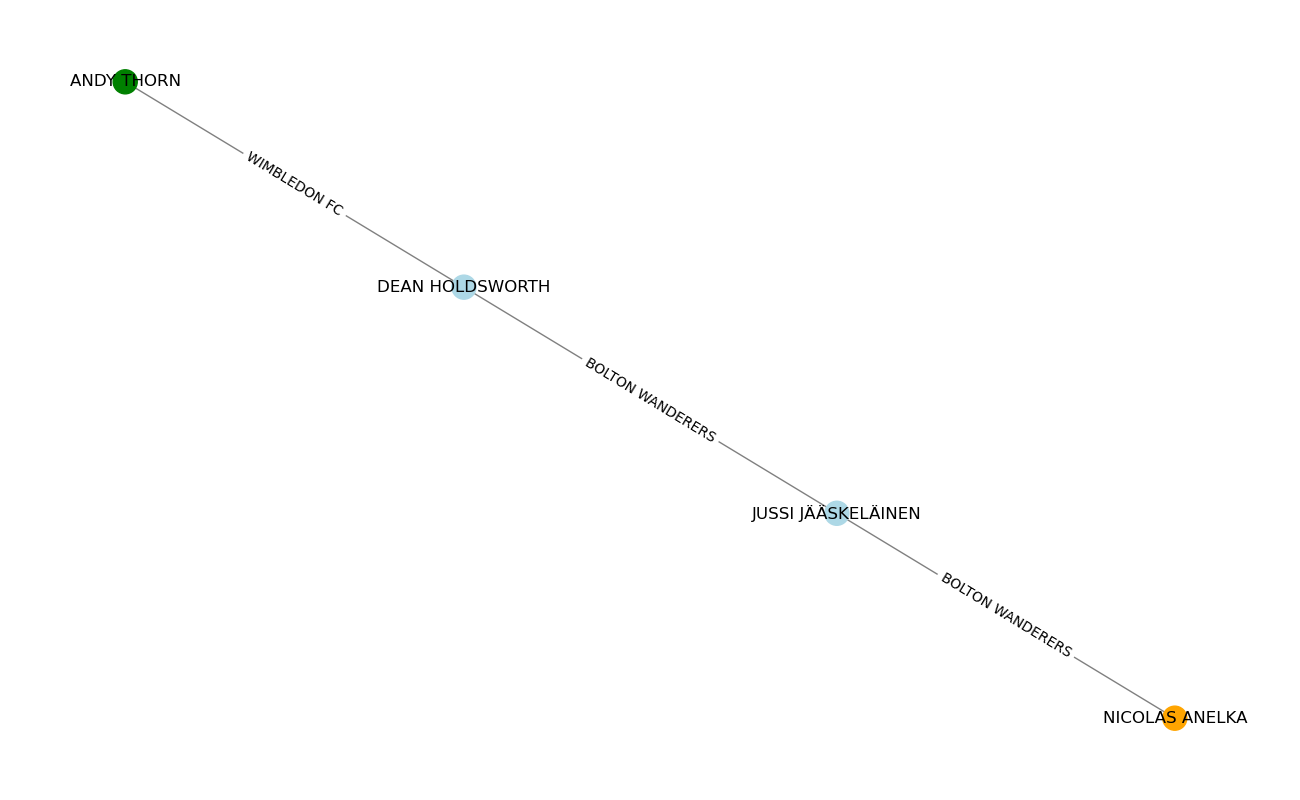 ANDY THORN
WIMBLEDON FC
DEAN HOLDSWORTH
BOLTON WANDERERS
JUSSI JÄÄSKELÄINEN
BOLTON WANDERERS
NICOLAS ANELKA